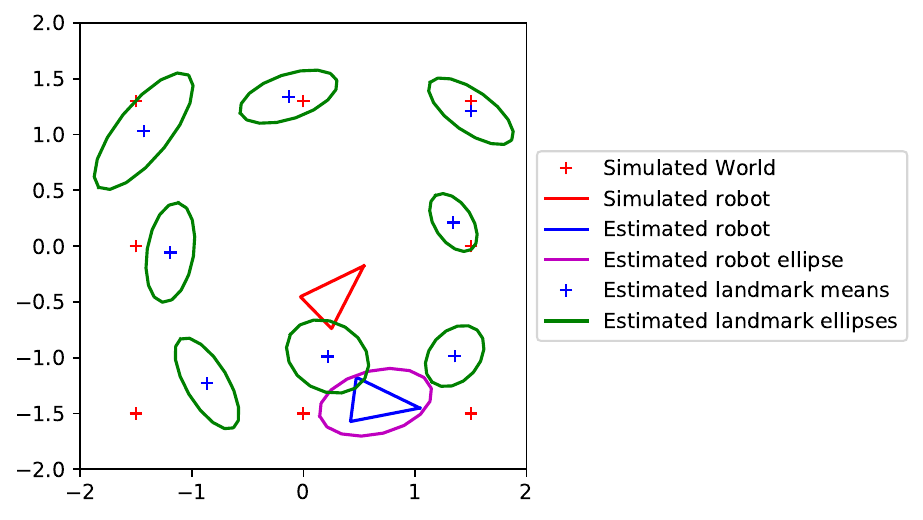 2.0
1.5
1.0
0.5
0.0
−0.5
−1.0
−1.5
−2.0
−2
−1
0
1
2
Simulated World
Simulated robot
Estimated robot
Estimated robot ellipse
Estimated landmark means
Estimated landmark ellipses